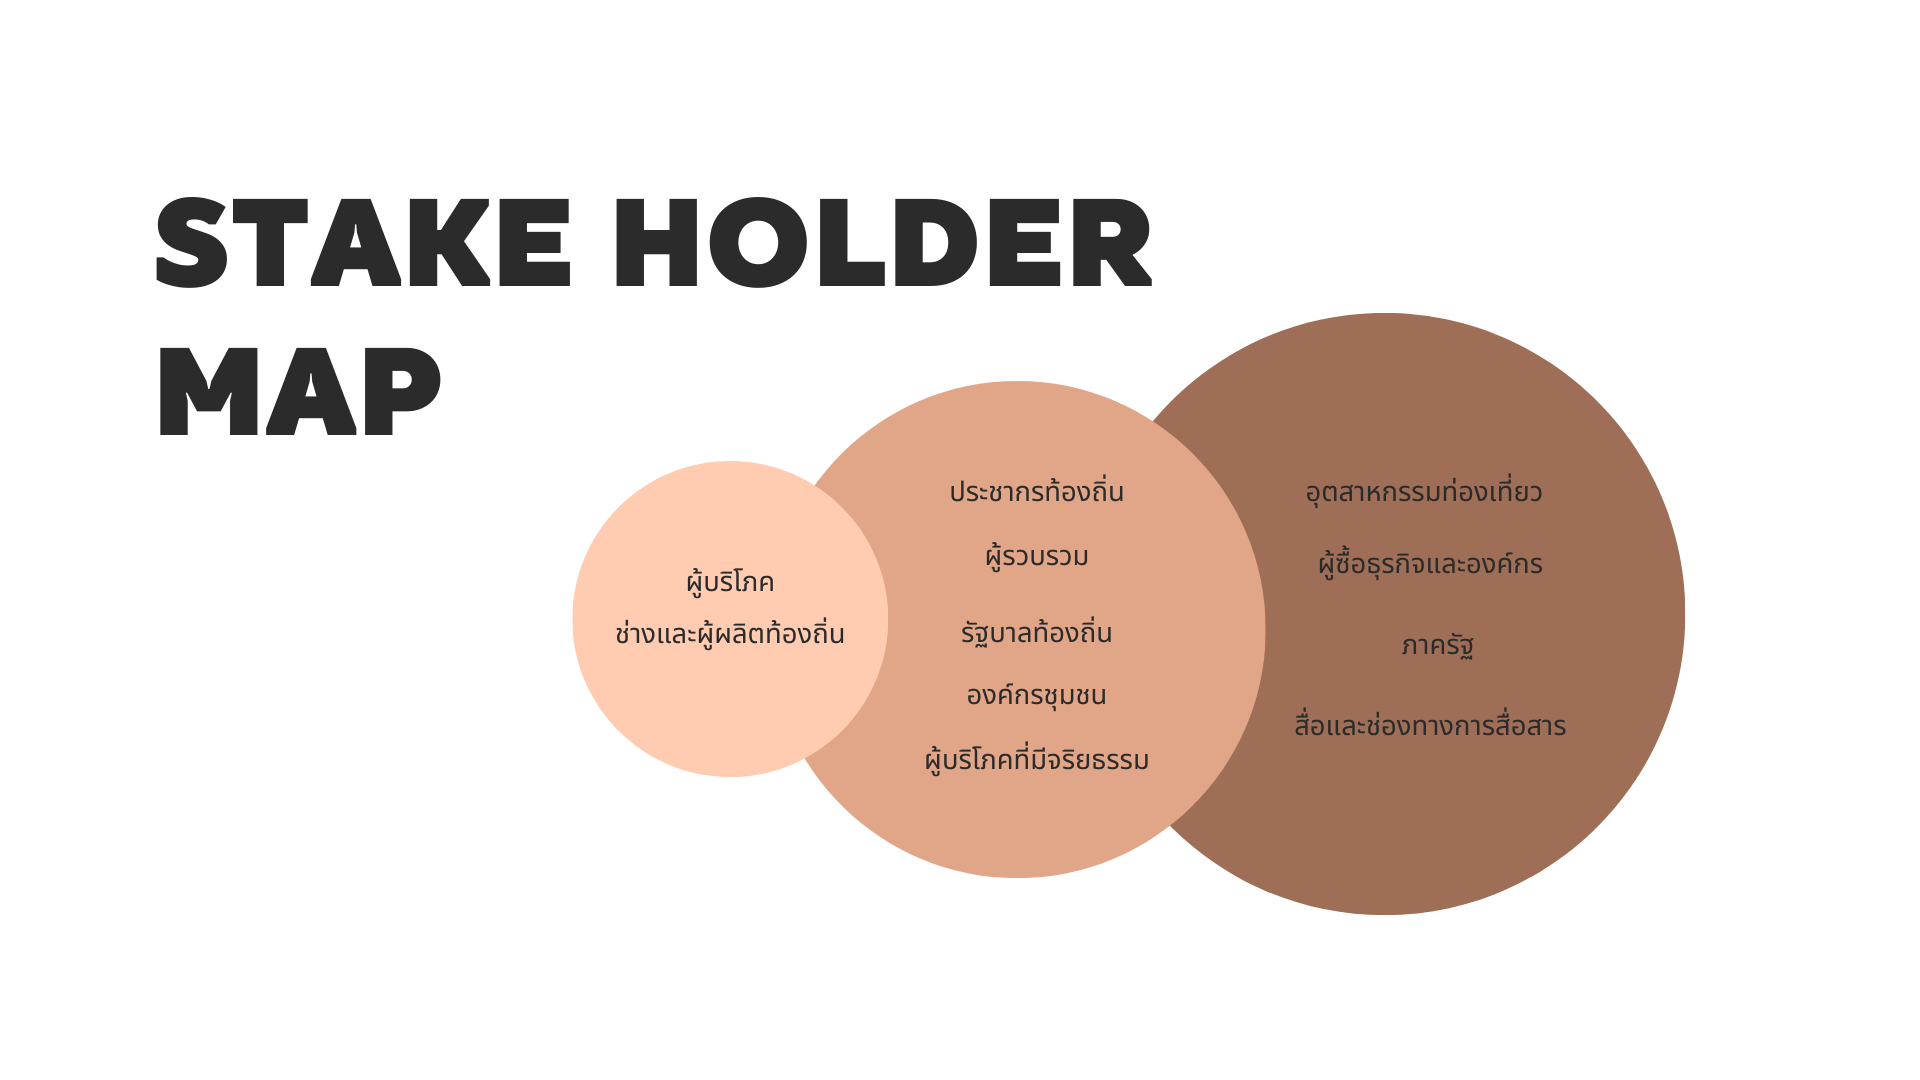 STAKE HOLDER
MAP
ผู้บริโภค
ช่างและผู้ผลิตท้องถิ่น
ประชากรท้องถิ่น
ผู้รวบรวม
รัฐบาลท้องถิ่น
องค์กรชุมชน
ผู้บริโภคที่มีจริยธรรม
อุตสาหกรรมท่องเที่ยว
ผู้ซื้อธุรกิจและองค์กร
ภาครัฐ
สื่อและช่องทางการสื่อสาร